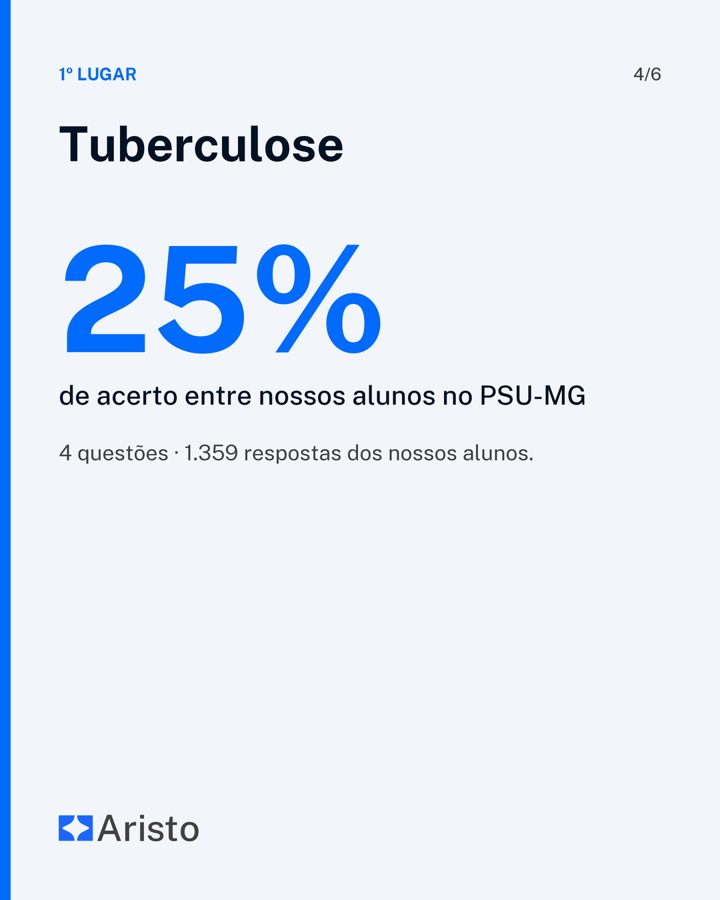 1º LUGAR
4/6
Tuberculose
25%
de acerto entre nossos alunos no PSU-MG
4 questões · 1.359 respostas dos nossos alunos.
Aristo